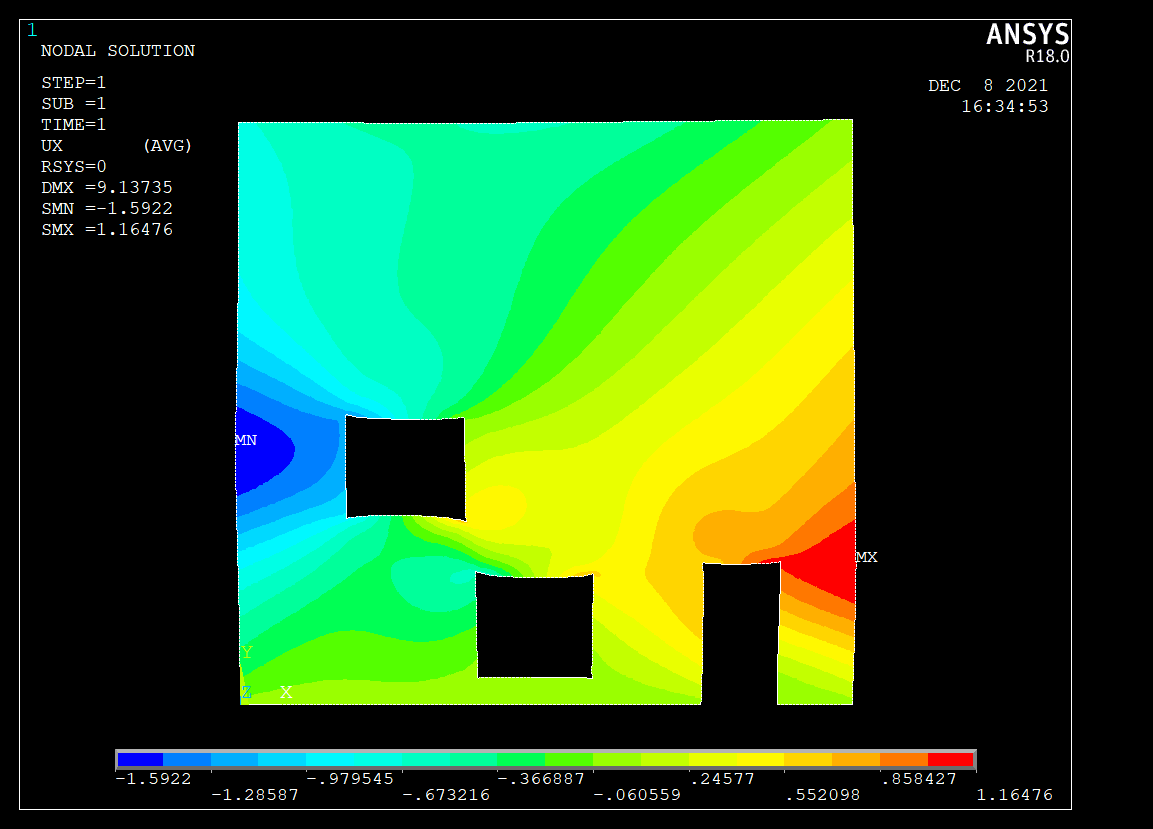 1
NODAL SOLUTION
STEP=1
SUB =1
TIME=1
UX (AVG)
RSYS=0
DMX =9.13735
SMN =-1.5922
SMX =1.16476
ANSYS
R18.0
DEC 8 2021
16:34:53
MN
MX
Y
Z X
-1.5922 -.979545 -.366887 .24577 .858427
-1.28587 -.673216 -.060559 .552098 1.16476